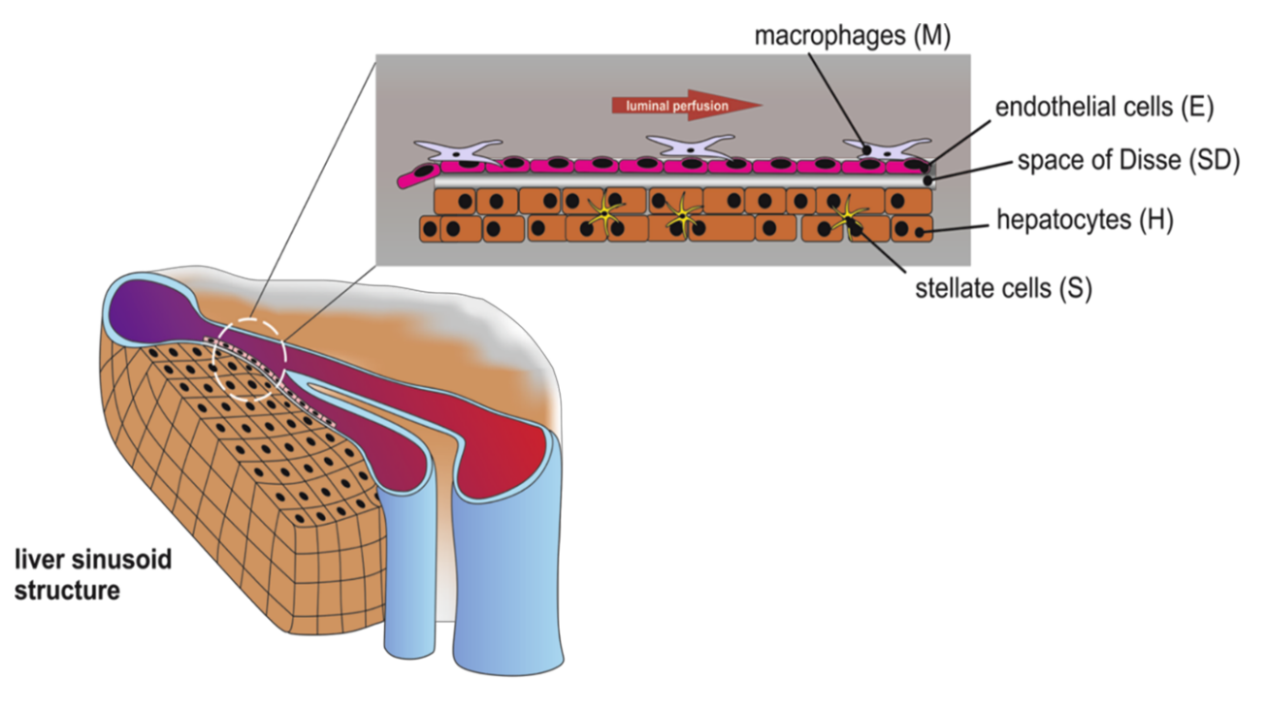 macrophages (M)
luminal perfusion
endothelial cells (E)
space of Disse (SD)
hepatocytes (H)
stellate cells (S)
liver sinusoid
structure